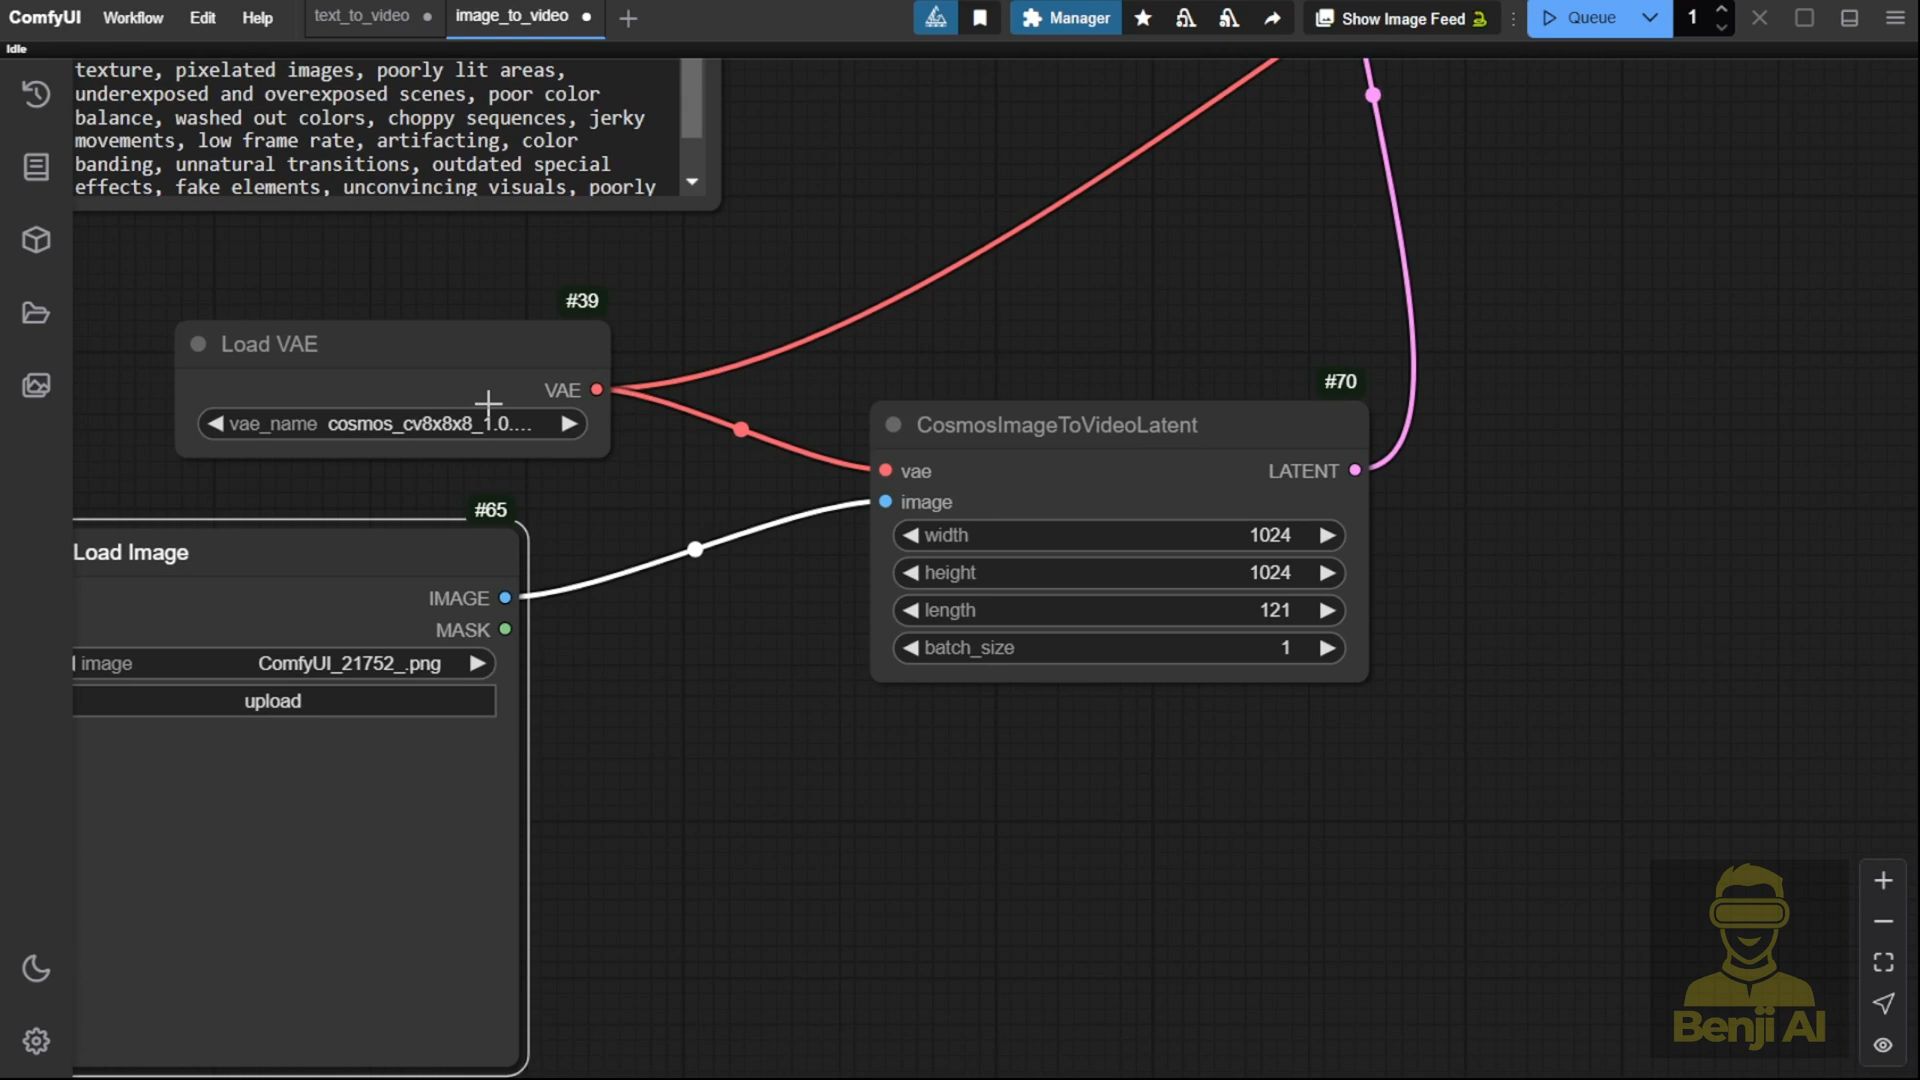 ComfyUI Workflow Edit Help text_to_video image_to_video Manager Show Image Feed Queue 1
Idle
texture, pixelated images, poorly lit areas,
underexposed and overexposed scenes, poor color
balance, washed out colors, choppy sequences, jerky
movements, low frame rate, artifacting, color
banding, unnatural transitions, outdated special
effects, fake elements, unconvincing visuals, poorly
#39
Load VAE
VAE
vae_name cosmos_cv8x8x8_1.0....
#65
Load Image
IMAGE
MASK
image ComfyUI_21752_.png
upload
#70
CosmosImageToVideoLatent
vae LATENT
image
width 1024
height 1024
length 121
batch_size 1
Benji AI